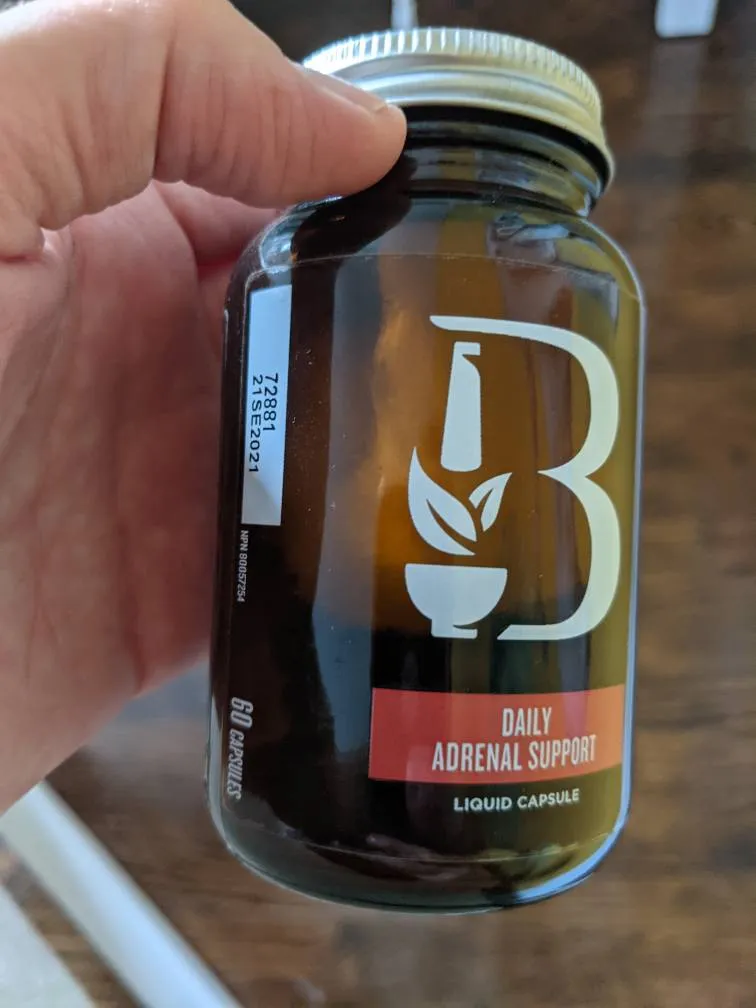 72881
21SE2021
NPN 80057254
60 CAPSULES
B
DAILY
ADRENAL SUPPORT
LIQUID CAPSULE